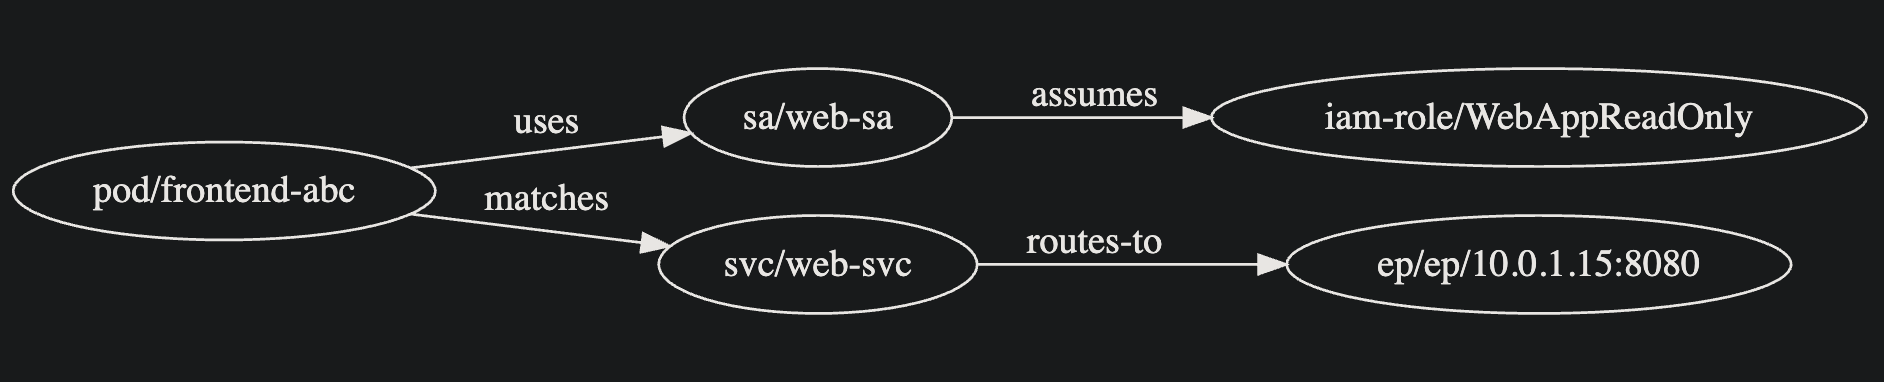 pod/frontend-abc
uses
matches
sa/web-sa
svc/web-svc
assumes
routes-to
iam-role/WebAppReadOnly
ep/ep/10.0.1.15:8080